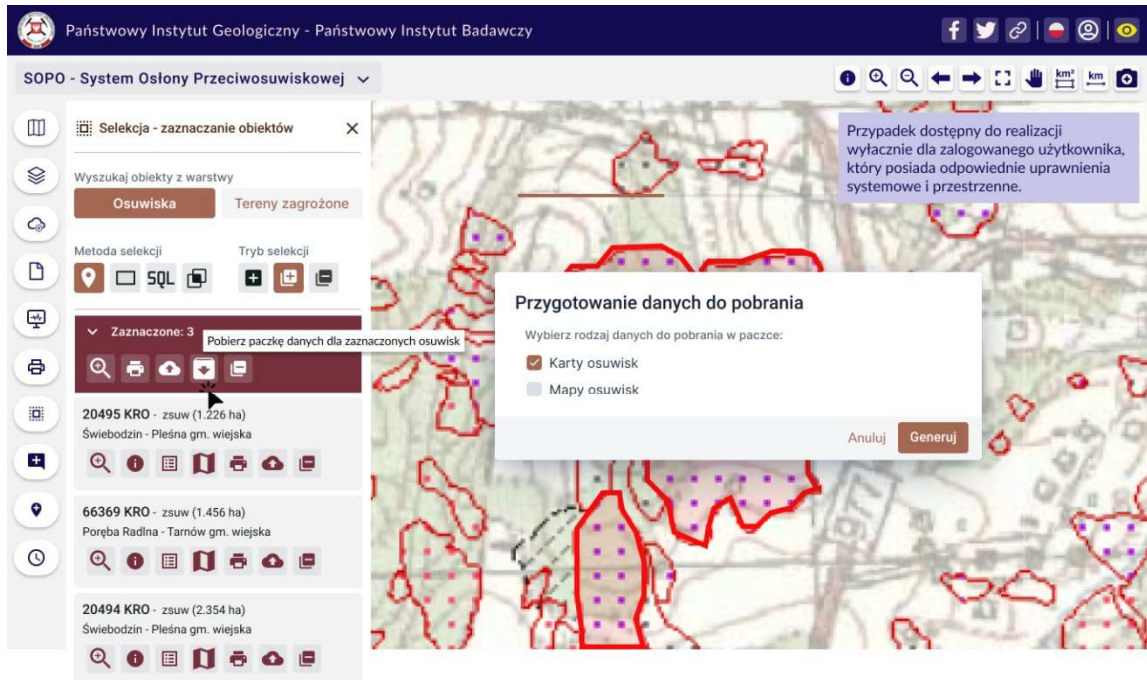 Państwowy Instytut Geologiczny - Państwowy Instytut Badawczy
SOPO - System Osłony Przeciwosuwiskowej
km²
km
Selekcja - zaznaczanie obiektów
Wyszukaj obiekty z warstwy
Osuwiska
Tereny zagrożone
Metoda selekcji
Tryb selekcji
SQL
Zaznaczone: 3
Pobierz paczkę danych dla zaznaczonych osuwisk
20495 KRO - zsuw (1.226 ha)
Świebodzin - Pleśna gm. wiejska
66369 KRO - zsuw (1.456 ha)
Poręba Radlna - Tarnów gm. wiejska
20494 KRO - zsuw (2.354 ha)
Świebodzin - Pleśna gm. wiejska
Przypadek dostępny do realizacji
wyłacznie dla zalogowanego użytkownika,
który posiada odpowiednie uprawnienia
systemowe i przestrzenne.
Przygotowanie danych do pobrania
Wybierz rodzaj danych do pobrania w paczce:
Karty osuwisk
Mapy osuwisk
Anuluj
Generuj
977